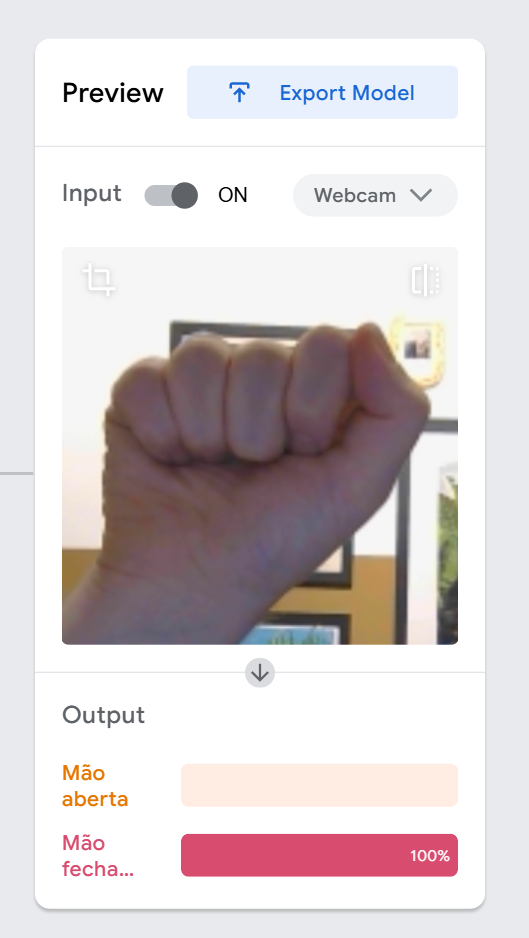 Preview
Export Model
Input
ON
Webcam
Output
Mão
aberta
Mão
fecha...
100%